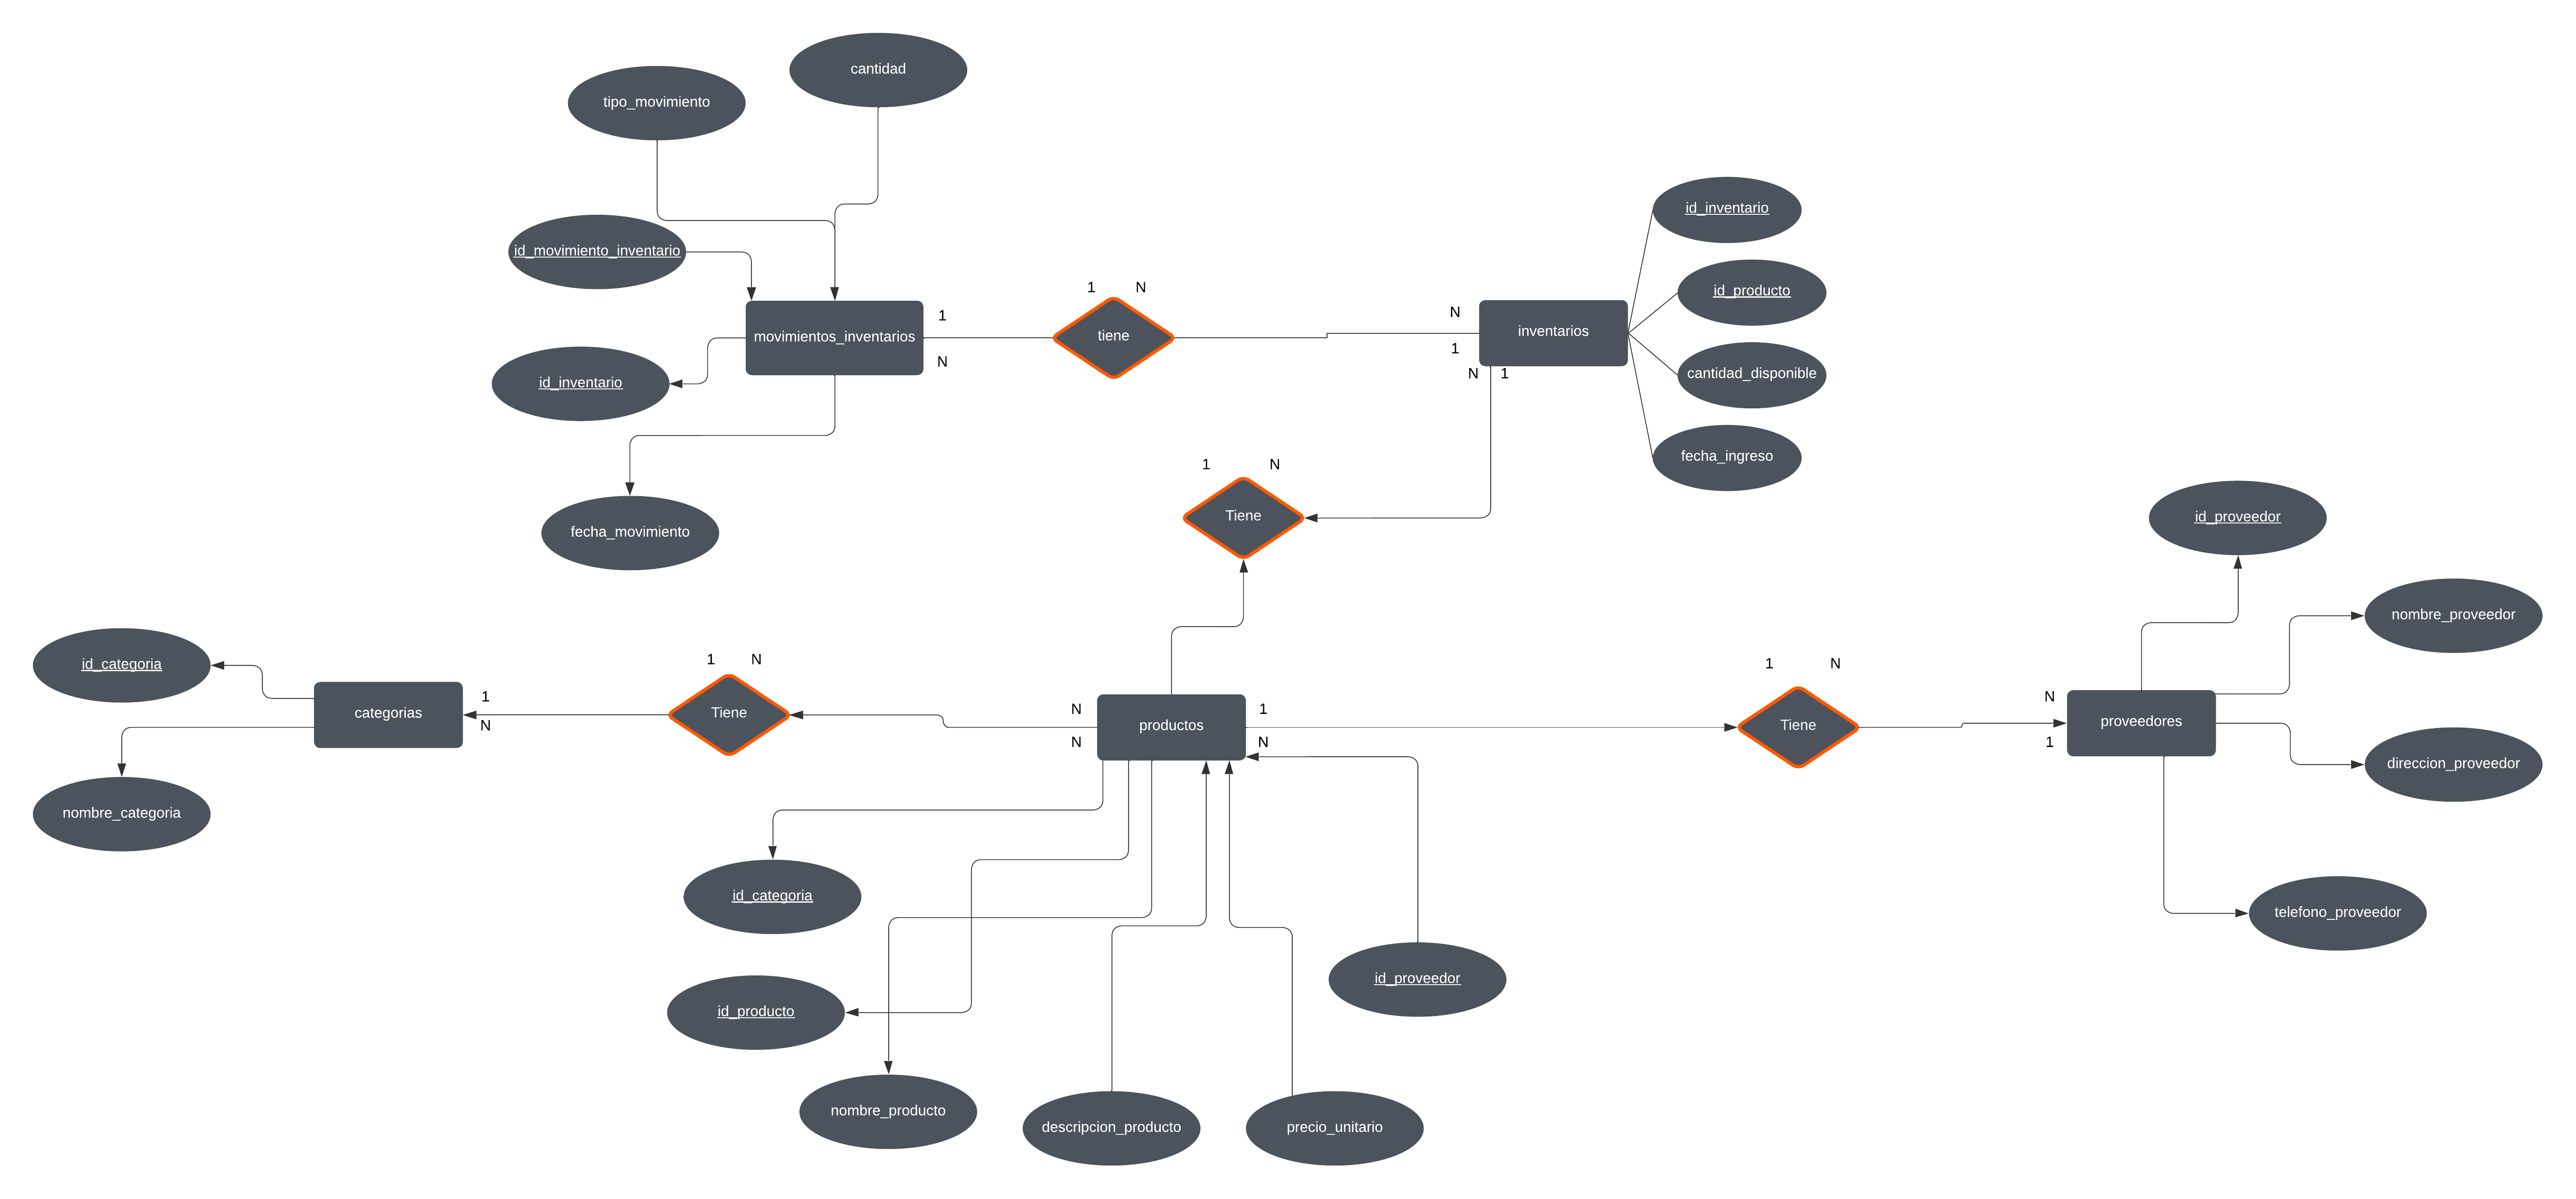 cantidad
tipo_movimiento
id_inventario
id_movimiento_inventario
1 N
id_producto
N
1
movimientos_inventarios
tiene
inventarios
1
N
N 1
cantidad_disponible
id_inventario
fecha_ingreso
1 N
Tiene
id_proveedor
fecha_movimiento
nombre_proveedor
id_categoria
1 N
1 N
1
N
categorias
Tiene
N
N
productos
1
N
Tiene
N
1
proveedores
direccion_proveedor
nombre_categoria
id_categoria
telefono_proveedor
id_proveedor
id_producto
nombre_producto
descripcion_producto
precio_unitario